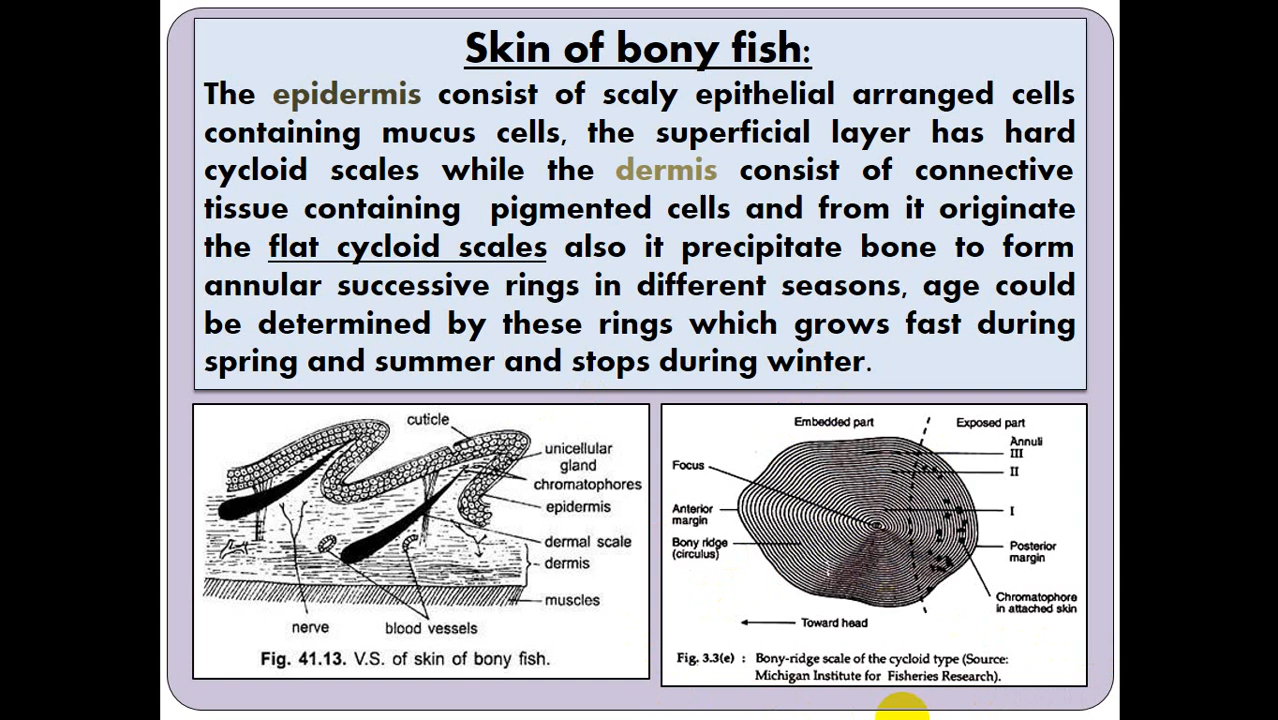 Skin of bony fish:
The epidermis consist of scaly epithelial arranged cells
containing mucus cells, the superficial layer has hard
cycloid scales while the dermis consist of connective
tissue containing pigmented cells and from it originate
the flat cycloid scales also it precipitate bone to form
annular successive rings in different seasons, age could
be determined by these rings which grows fast during
spring and summer and stops during winter.
cuticle
unicellular
gland
chromatophores
epidermis
dermal scale
dermis
muscles
nerve
blood vessels
Fig. 41.13. V.S. of skin of bony fish.
Embedded part
Exposed part
Annuli
III
II
I
Focus
Anterior
margin
Bony ridge
(circulus)
Posterior
margin
Chromatophore
in attached skin
Toward head
Fig. 3.3(e) : Bony-ridge scale of the cycloid type (Source:
Michigan Institute for Fisheries Research).